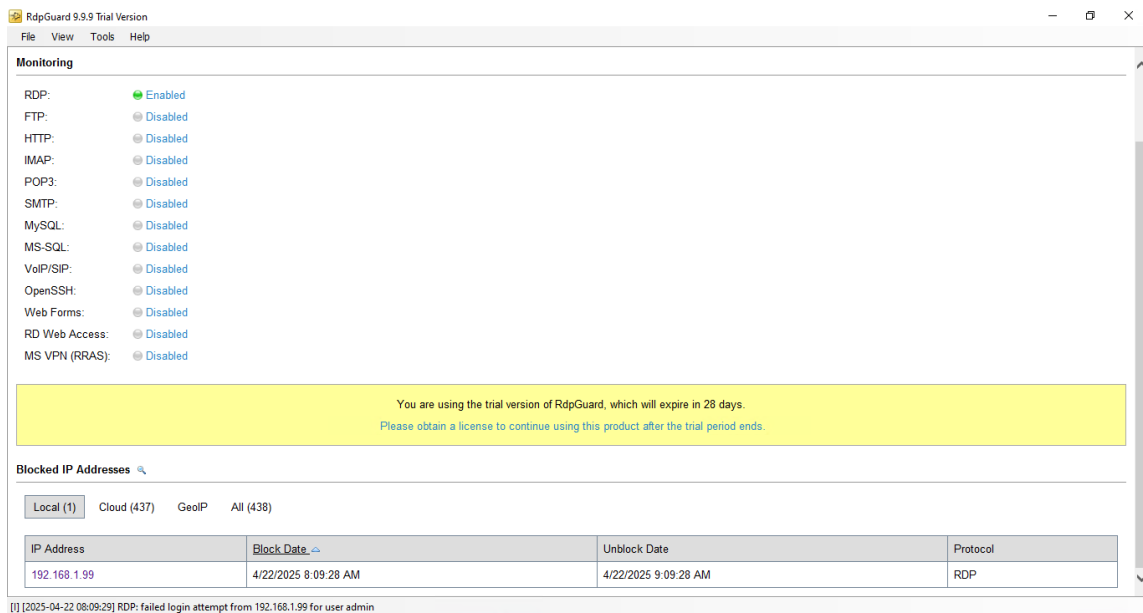 RdpGuard 9.9.9 Trial Version
File View Tools Help
Monitoring
RDP: Enabled
FTP: Disabled
HTTP: Disabled
IMAP: Disabled
POP3: Disabled
SMTP: Disabled
MySQL: Disabled
MS-SQL: Disabled
VoIP/SIP: Disabled
OpenSSH: Disabled
Web Forms: Disabled
RD Web Access: Disabled
MS VPN (RRAS): Disabled
You are using the trial version of RdpGuard, which will expire in 28 days.
Please obtain a license to continue using this product after the trial period ends.
Blocked IP Addresses
Local (1) Cloud (437) GeoIP All (438)
IP Address Block Date Unblock Date Protocol
192.168.1.99 4/22/2025 8:09:28 AM 4/22/2025 9:09:28 AM RDP
[I] [2025-04-22 08:09:29] RDP: failed login attempt from 192.168.1.99 for user admin